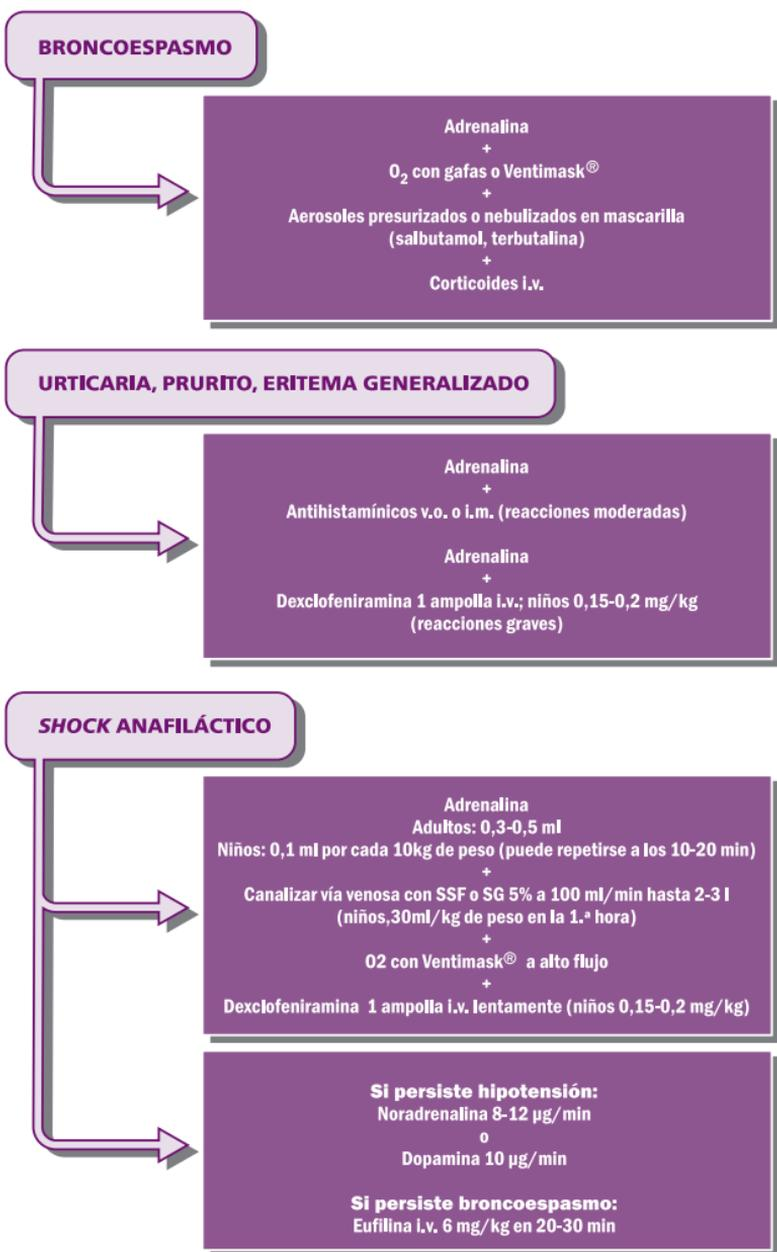 BRONCOESPASMO
Adrenalina
+
O2 con gafas o Ventimask®
+
Aerosoles presurizados o nebulizados en mascarilla
(salbutamol, terbutalina)
+
Corticoides i.v.
URTICARIA, PRURITO, ERITEMA GENERALIZADO
Adrenalina
+
Antihistamínicos v.o. o i.m. (reacciones moderadas)
Adrenalina
+
Dexclofeniramina 1 ampolla i.v.; niños 0,15-0,2 mg/kg
(reacciones graves)
SHOCK ANAFILÁCTICO
Adrenalina
Adultos: 0,3-0,5 ml
Niños: 0,1 ml por cada 10kg de peso (puede repetirse a los 10-20 min)
+
Canalizar vía venosa con SSF o SG 5% a 100 ml/min hasta 2-3 l
(niños,30ml/kg de peso en la 1.ª hora)
+
O2 con Ventimask® a alto flujo
+
Dexclofeniramina 1 ampolla i.v. lentamente (niños 0,15-0,2 mg/kg)
Si persiste hipotensión:
Noradrenalina 8-12 µg/min
o
Dopamina 10 µg/min
Si persiste broncoespasmo:
Eufilina i.v. 6 mg/kg en 20-30 min